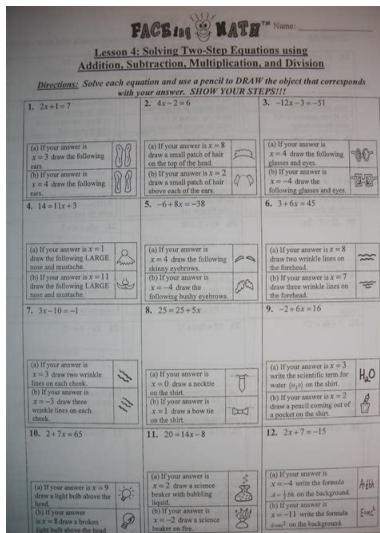 FACEing MATH™ Name:
Lesson 4: Solving Two-Step Equations using
Addition, Subtraction, Multiplication, and Division
Directions: Solve each equation and use a pencil to DRAW the object that corresponds
with your answer. SHOW YOUR STEPS!!!
1. 2x + 1 = 7
(a) If your answer is
x = 3 draw the following
ears.
(b) If your answer is
x = 4 draw the following
ears.
2. 4x − 2 = 6
(a) If your answer is x = 8
draw a small patch of hair
on the top of the head.
(b) If your answer is x = 2
draw a small patch of hair
above each of the ears.
3. −12x − 3 = −51
(a) If your answer is
x = 4 draw the following
glasses and eyes.
(b) If your answer is
x = −4 draw the
following glasses and eyes.
4. 14 = 11x + 3
(a) If your answer is x = 1
draw the following LARGE
nose and mustache.
(b) If your answer is x = 11
draw the following LARGE
nose and mustache.
5. −6 + 8x = −38
(a) If your answer is
x = 4 draw the following
skinny eyebrows.
(b) If your answer is
x = −4 draw the
following bushy eyebrows.
6. 3 + 6x = 45
(a) If your answer is x = 8
draw two wrinkle lines on
the forehead.
(b) If your answer is x = 7
draw three wrinkle lines on
the forehead.
7. 3x − 10 = −1
(a) If your answer is
x = 3 draw two wrinkle
lines on each cheek.
(b) If your answer is
x = −3 draw three
wrinkle lines on each
cheek.
8. 25 = 25 + 5x
(a) If your answer is
x = 0 draw a necktie
on the shirt.
(b) If your answer is
x = 1 draw a bow tie
on the shirt.
9. −2 + 6x = 16
(a) If your answer is x = 3
write the scientific term for
water (H₂O) on the shirt.
H₂O
(b) If your answer is x = 2
draw a pencil coming out of
a pocket on the shirt.
10. 2 + 7x = 65
(a) If your answer is x = 9
draw a light bulb above the
head.
(b) If your answer
is x = 8 draw a broken
light bulb above the head
11. 20 = 14x − 8
(a) If your answer is
x = 2 draw a science
beaker with bubbling
liquid.
(b) If your answer is
x = −2 draw a science
beaker on fire.
12. 2x + 7 = −15
(a) If your answer is
x = −4 write the formula
A = ½bh on the background.
A=½bh
(b) If your answer is
x = −11 write the formula
E=mc² on the background.
E=mc²